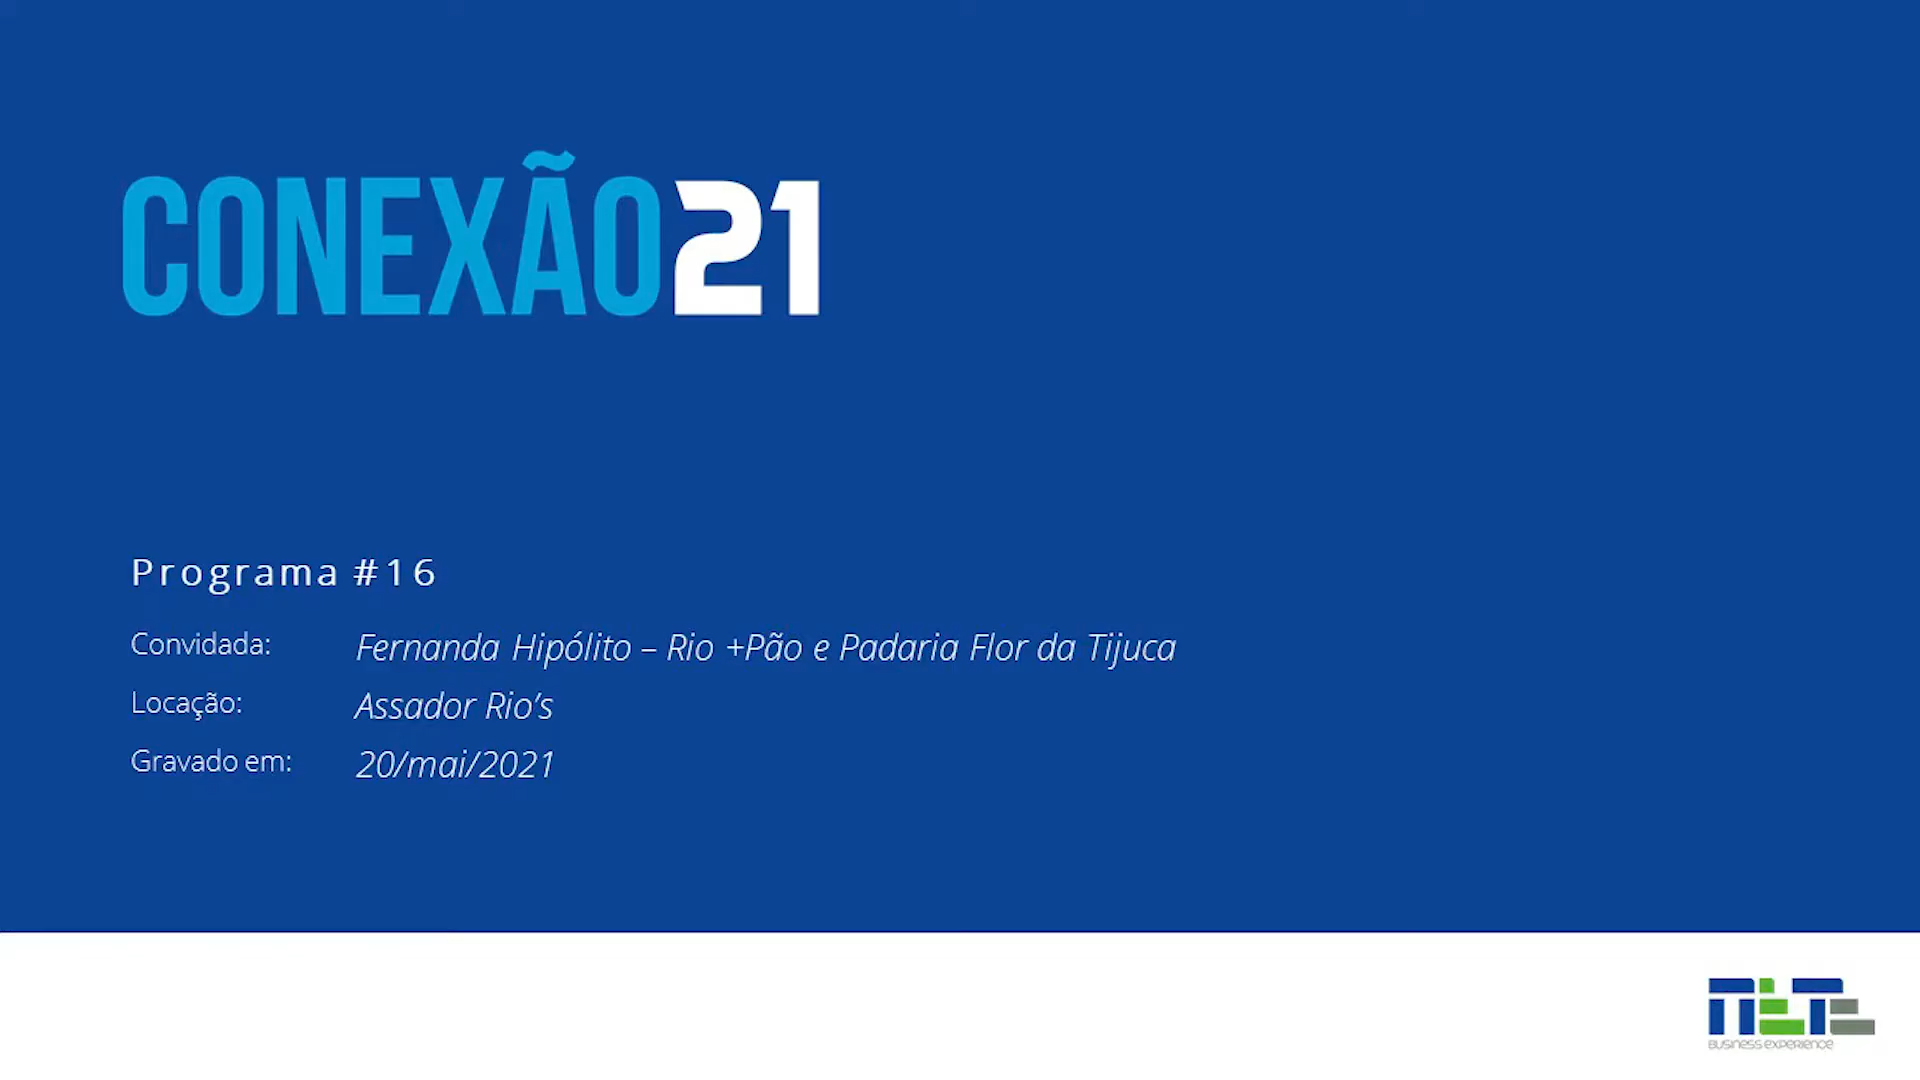 CONEXÃO21
Programa #16
Convidada: Fernanda Hipólito – Rio +Pão e Padaria Flor da Tijuca
Locação: Assador Rio’s
Gravado em: 20/mai/2021
BUSINESS EXPERIENCE